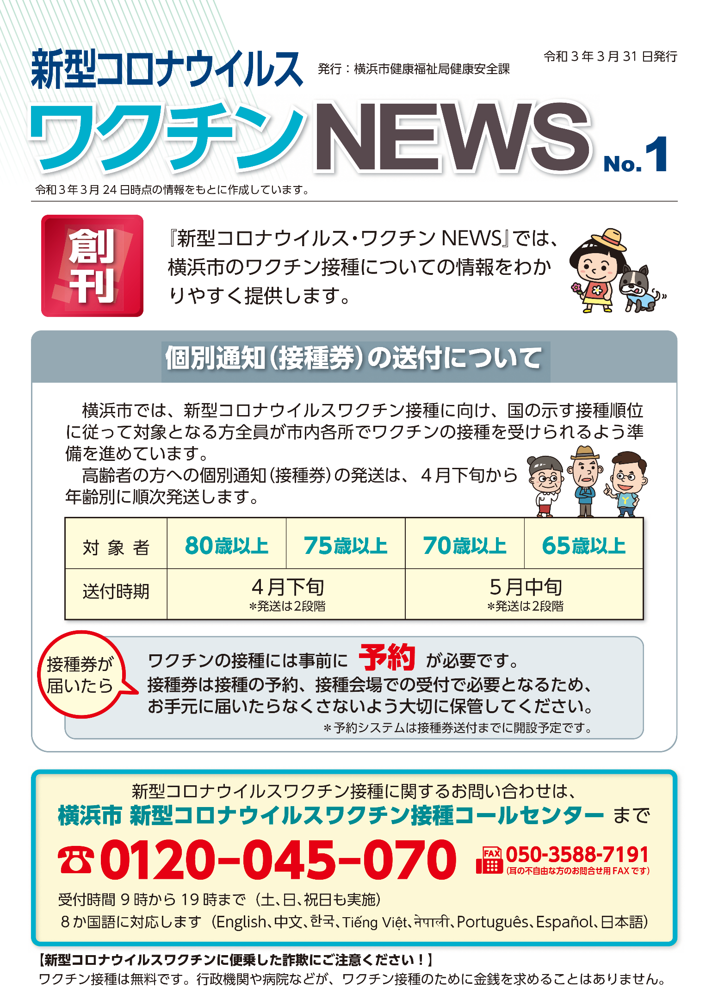 新型コロナウイルス
発行：横浜市健康福祉局健康安全課
令和３年３月31日発行
ワクチンNEWS No.1
令和３年３月24日時点の情報をもとに作成しています。
創刊
『新型コロナウイルス・ワクチンNEWS』では、
横浜市のワクチン接種についての情報をわか
りやすく提供します。
個別通知（接種券）の送付について
横浜市では、新型コロナウイルスワクチン接種に向け、国の示す接種順位
に従って対象となる方全員が市内各所でワクチンの接種を受けられるよう準
備を進めています。
高齢者の方への個別通知（接種券）の発送は、４月下旬から
年齢別に順次発送します。
対象者 80歳以上 75歳以上 70歳以上 65歳以上
送付時期 ４月下旬 ５月中旬
＊発送は2段階 ＊発送は2段階
接種券が
届いたら
ワクチンの接種には事前に 予約 が必要です。
接種券は接種の予約、接種会場での受付で必要となるため、
お手元に届いたらなくさないよう大切に保管してください。
＊予約システムは接種券送付までに開設予定です。
新型コロナウイルスワクチン接種に関するお問い合わせは、
横浜市 新型コロナウイルスワクチン接種コールセンター まで
☎0120-045-070
FAX 050-3588-7191
（耳の不自由な方のお問合せ用FAXです）
受付時間 9時から19時まで（土、日、祝日も実施）
８か国語に対応します（English、中文、한국、Tiếng Việt、नेपाली、Português、Español、日本語）
【新型コロナウイルスワクチンに便乗した詐欺にご注意ください！】
ワクチン接種は無料です。行政機関や病院などが、ワクチン接種のために金銭を求めることはありません。